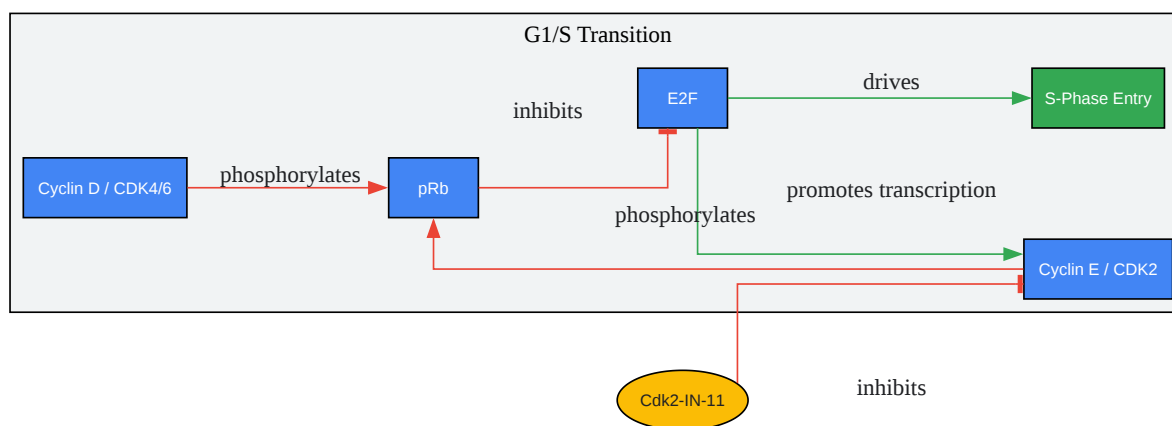 G1/S Transition
drives
E2F
S-Phase Entry
inhibits
phosphorylates
Cyclin D / CDK4/6
pRb
promotes transcription
phosphorylates
Cyclin E / CDK2
inhibits
Cdk2-IN-11